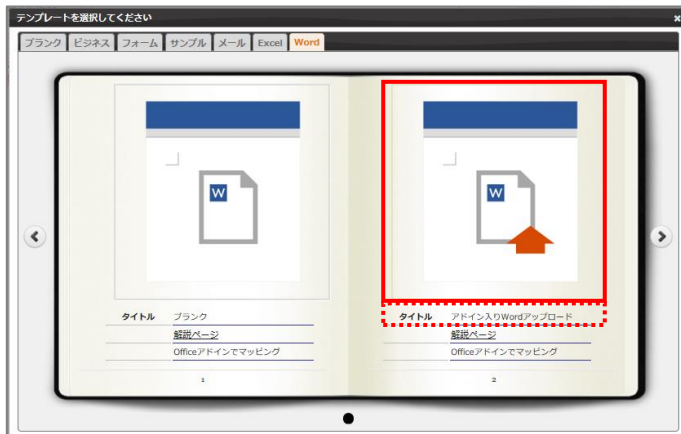 テンプレートを選択してください ×
ブランク ビジネス フォーム サンプル メール Excel Word
W
W
タイトル ブランク
解説ページ
Officeアドインでマッピング
1
タイトル アドイン入りWordアップロード
解説ページ
Officeアドインでマッピング
2